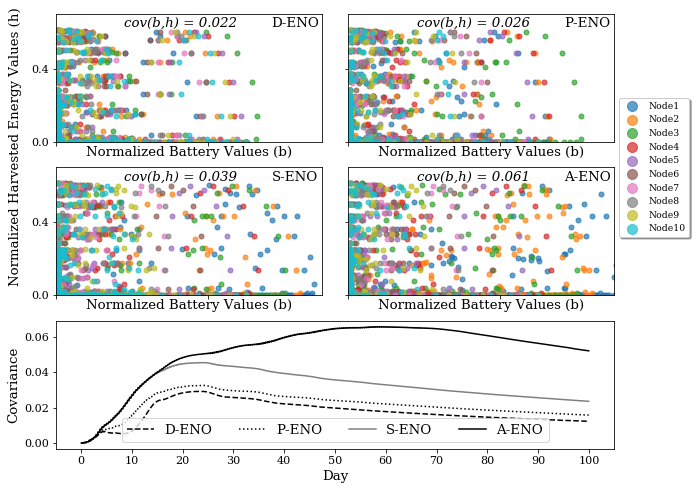 cov(b,h) = 0.022 D-ENO
cov(b,h) = 0.026 P-ENO
Normalized Harvested Energy Values (h)
0.4
0.0
Normalized Battery Values (b)
Normalized Battery Values (b)
cov(b,h) = 0.039 S-ENO
cov(b,h) = 0.061 A-ENO
0.4
0.0
Normalized Battery Values (b)
Normalized Battery Values (b)
Node1
Node2
Node3
Node4
Node5
Node6
Node7
Node8
Node9
Node10
Covariance
0.06
0.04
0.02
0.00
D-ENO P-ENO S-ENO A-ENO
0 10 20 30 40 50 60 70 80 90 100
Day